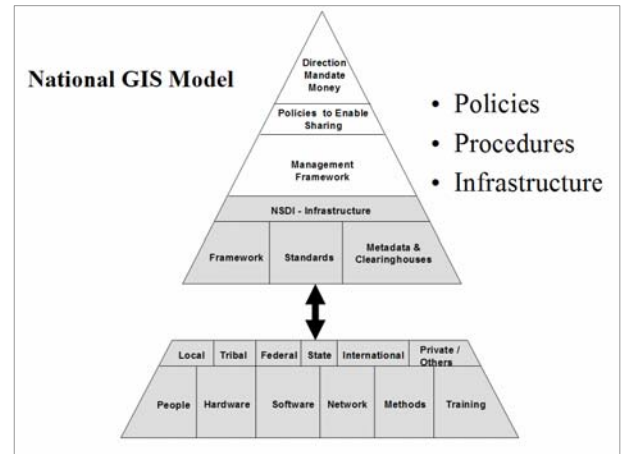 National GIS Model
Direction
Mandate
Money
Policies to Enable
Sharing
Management
Framework
NSDI - Infrastructure
Framework
Standards
Metadata &
Clearinghouses
• Policies
• Procedures
• Infrastructure
Local
Tribal
Federal
State
International
Private /
Others
People
Hardware
Software
Network
Methods
Training